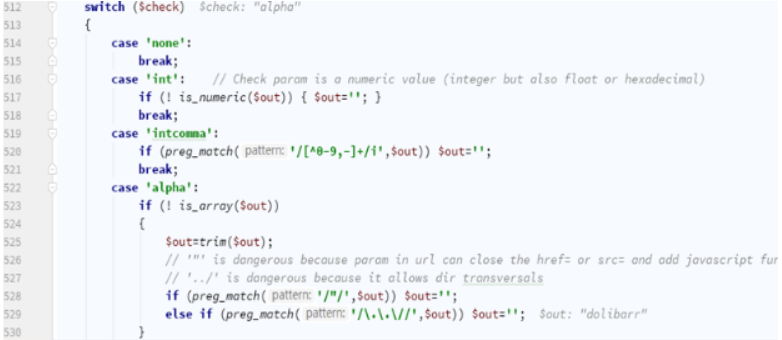 512 switch ($check) $check: "alpha"
513 {
514 case 'none':
515 break;
516 case 'int': // Check param is a numeric value (integer but also float or hexadecimal)
517 if (! is_numeric($out)) { $out=''; }
518 break;
519 case 'intcomma':
520 if (preg_match( pattern: '/[^0-9,-]+/i',$out)) $out='';
521 break;
522 case 'alpha':
523 if (! is_array($out))
524 {
525 $out=trim($out);
526 // '"' is dangerous because param in url can close the href= or src= and add javascript fun
527 // '../' is dangerous because it allows dir transversals
528 if (preg_match( pattern: '/"/',$out)) $out='';
529 else if (preg_match( pattern: '/\.\.\//',$out)) $out=''; $out: "dolibarr"
530 }